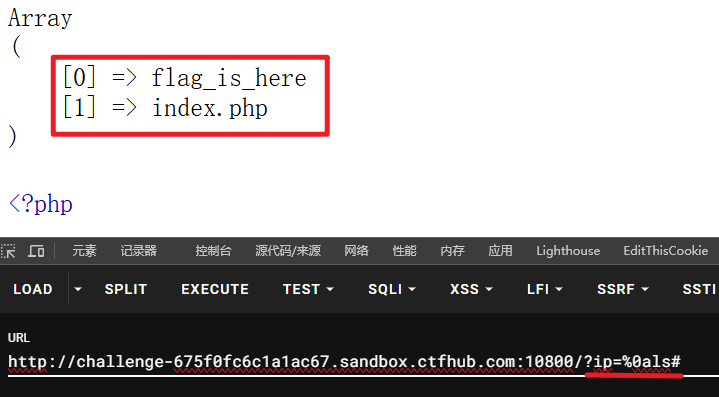 Array
(
[0] => flag_is_here
[1] => index.php
)
<?php
元素 记录器 控制台 源代码/来源 网络 性能 内存 应用 Lighthouse EditThisCookie
LOAD SPLIT EXECUTE TEST SQLI XSS LFI SSRF SSTI
URL
http://challenge-675f0fc6c1a1ac67.sandbox.ctfhub.com:10800/?ip=%0als#